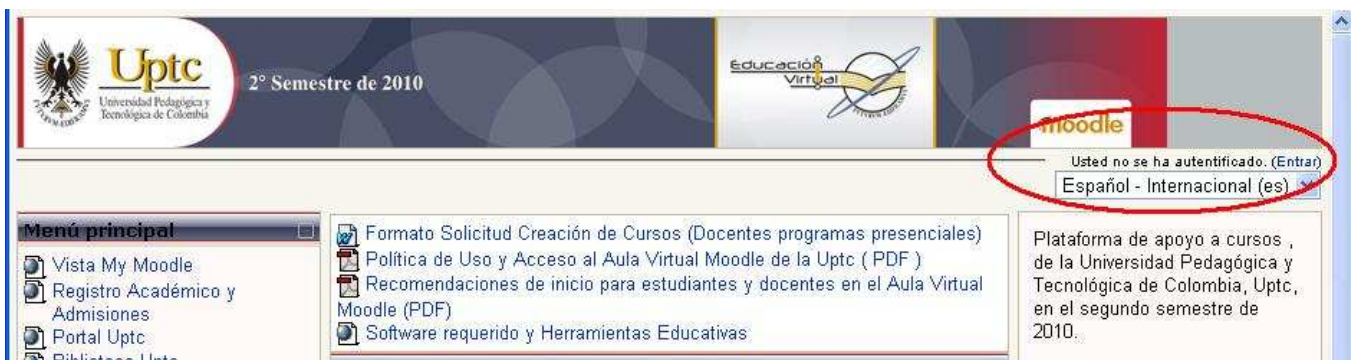 Uptc
Universidad Pedagógica y
Tecnológica de Colombia
2° Semestre de 2010
Educación
Virtual
moodle
Usted no se ha autentificado. (Entrar)
Español - Internacional (es)
Menú principal
Vista My Moodle
Registro Académico y
Admisiones
Portal Uptc
Biblioteca Uptc
Formato Solicitud Creación de Cursos (Docentes programas presenciales)
Política de Uso y Acceso al Aula Virtual Moodle de la Uptc ( PDF )
Recomendaciones de inicio para estudiantes y docentes en el Aula Virtual
Moodle (PDF)
Software requerido y Herramientas Educativas
Plataforma de apoyo a cursos ,
de la Universidad Pedagógica y
Tecnológica de Colombia, Uptc,
en el segundo semestre de
2010.